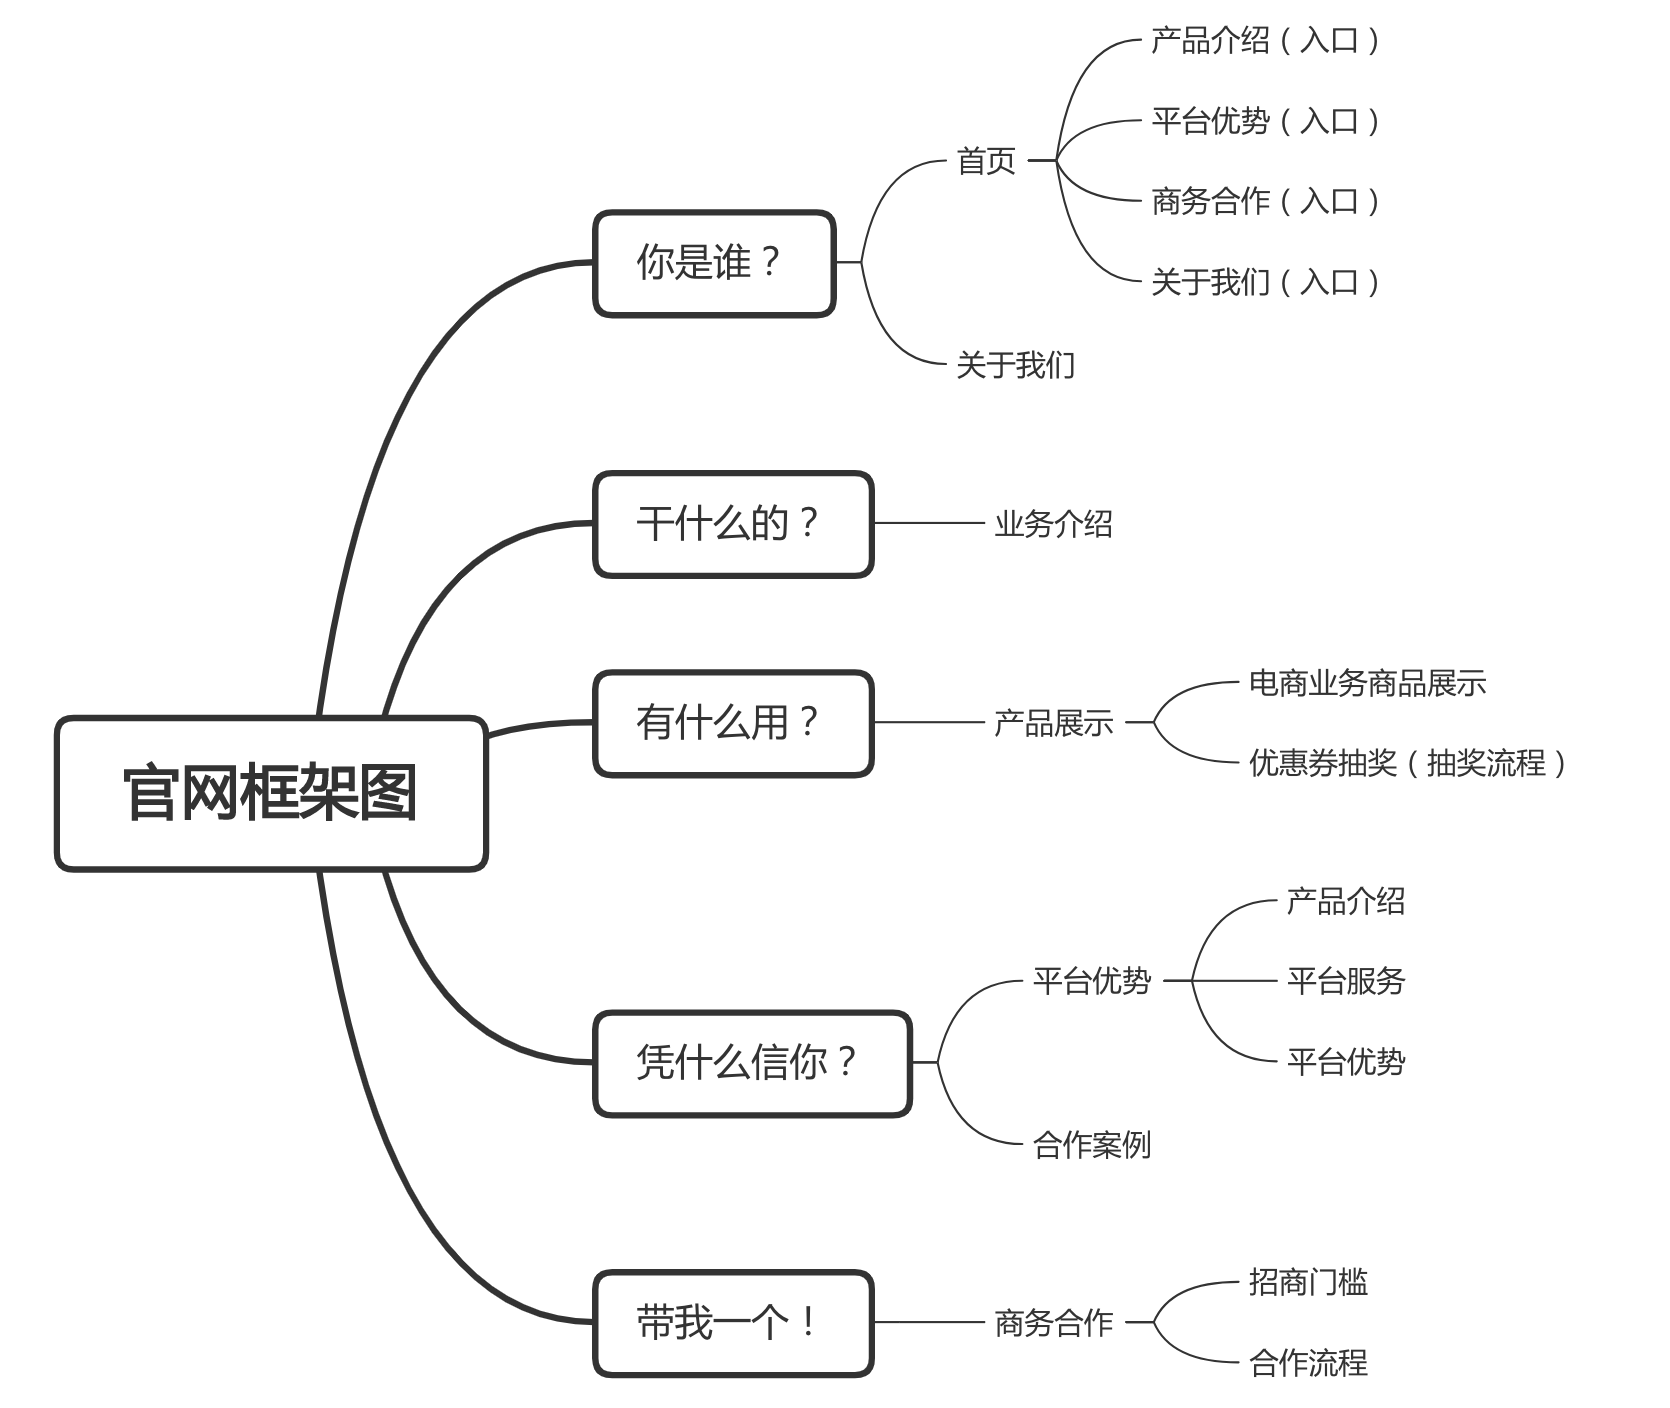 官网框架图
你是谁？
首页
产品介绍（入口）
平台优势（入口）
商务合作（入口）
关于我们（入口）
关于我们
干什么的？
业务介绍
有什么用？
产品展示
电商业务商品展示
优惠券抽奖（抽奖流程）
凭什么信你？
平台优势
产品介绍
平台服务
平台优势
合作案例
带我一个！
商务合作
招商门槛
合作流程